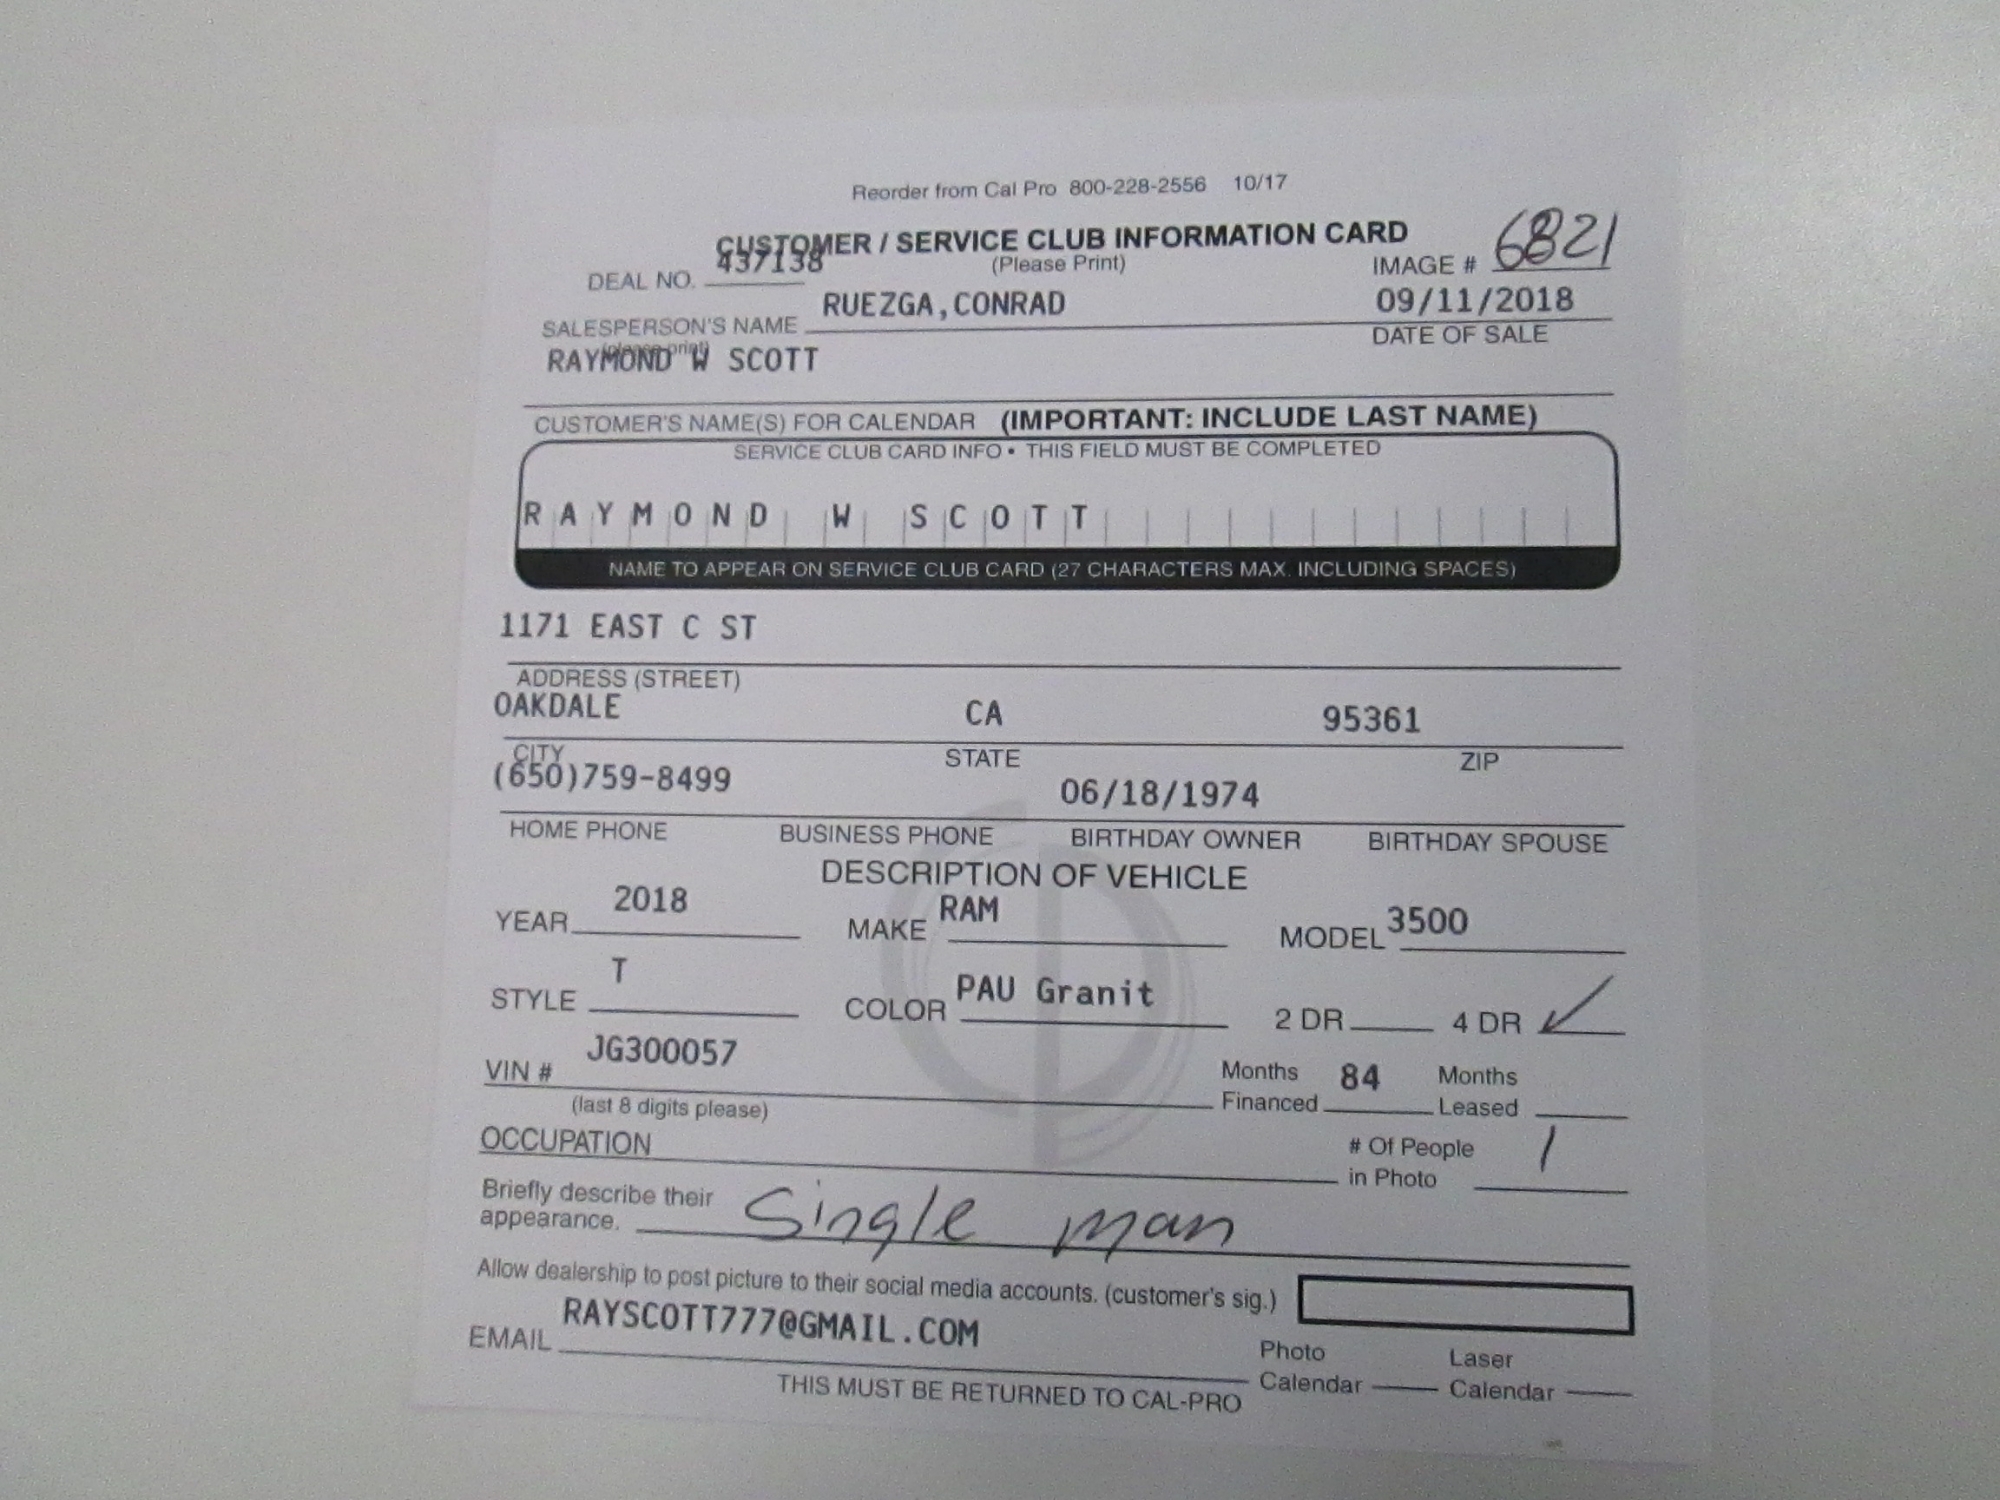 Reorder from Cal Pro 800-228-2556 10/17
CUSTOMER / SERVICE CLUB INFORMATION CARD
(Please Print)
DEAL NO. 437138 IMAGE # 6821
SALESPERSON'S NAME RUEZGA,CONRAD 09/11/2018
(please print) DATE OF SALE
RAYMOND W SCOTT
CUSTOMER'S NAME(S) FOR CALENDAR (IMPORTANT: INCLUDE LAST NAME)
SERVICE CLUB CARD INFO • THIS FIELD MUST BE COMPLETED
RAYMOND W SCOTT
NAME TO APPEAR ON SERVICE CLUB CARD (27 CHARACTERS MAX. INCLUDING SPACES)
1171 EAST C ST
ADDRESS (STREET)
OAKDALE CA 95361
CITY STATE ZIP
(650)759-8499 06/18/1974
HOME PHONE BUSINESS PHONE BIRTHDAY OWNER BIRTHDAY SPOUSE
DESCRIPTION OF VEHICLE
YEAR 2018 MAKE RAM MODEL 3500
STYLE T COLOR PAU Granit 2 DR 4 DR ✓
VIN # JG300057 Months Financed 84 Months Leased
(last 8 digits please)
OCCUPATION # Of People in Photo 1
Briefly describe their appearance. Single man
Allow dealership to post picture to their social media accounts. (customer's sig.)
EMAIL RAYSCOTT777@GMAIL.COM
Photo Calendar Laser Calendar
THIS MUST BE RETURNED TO CAL-PRO